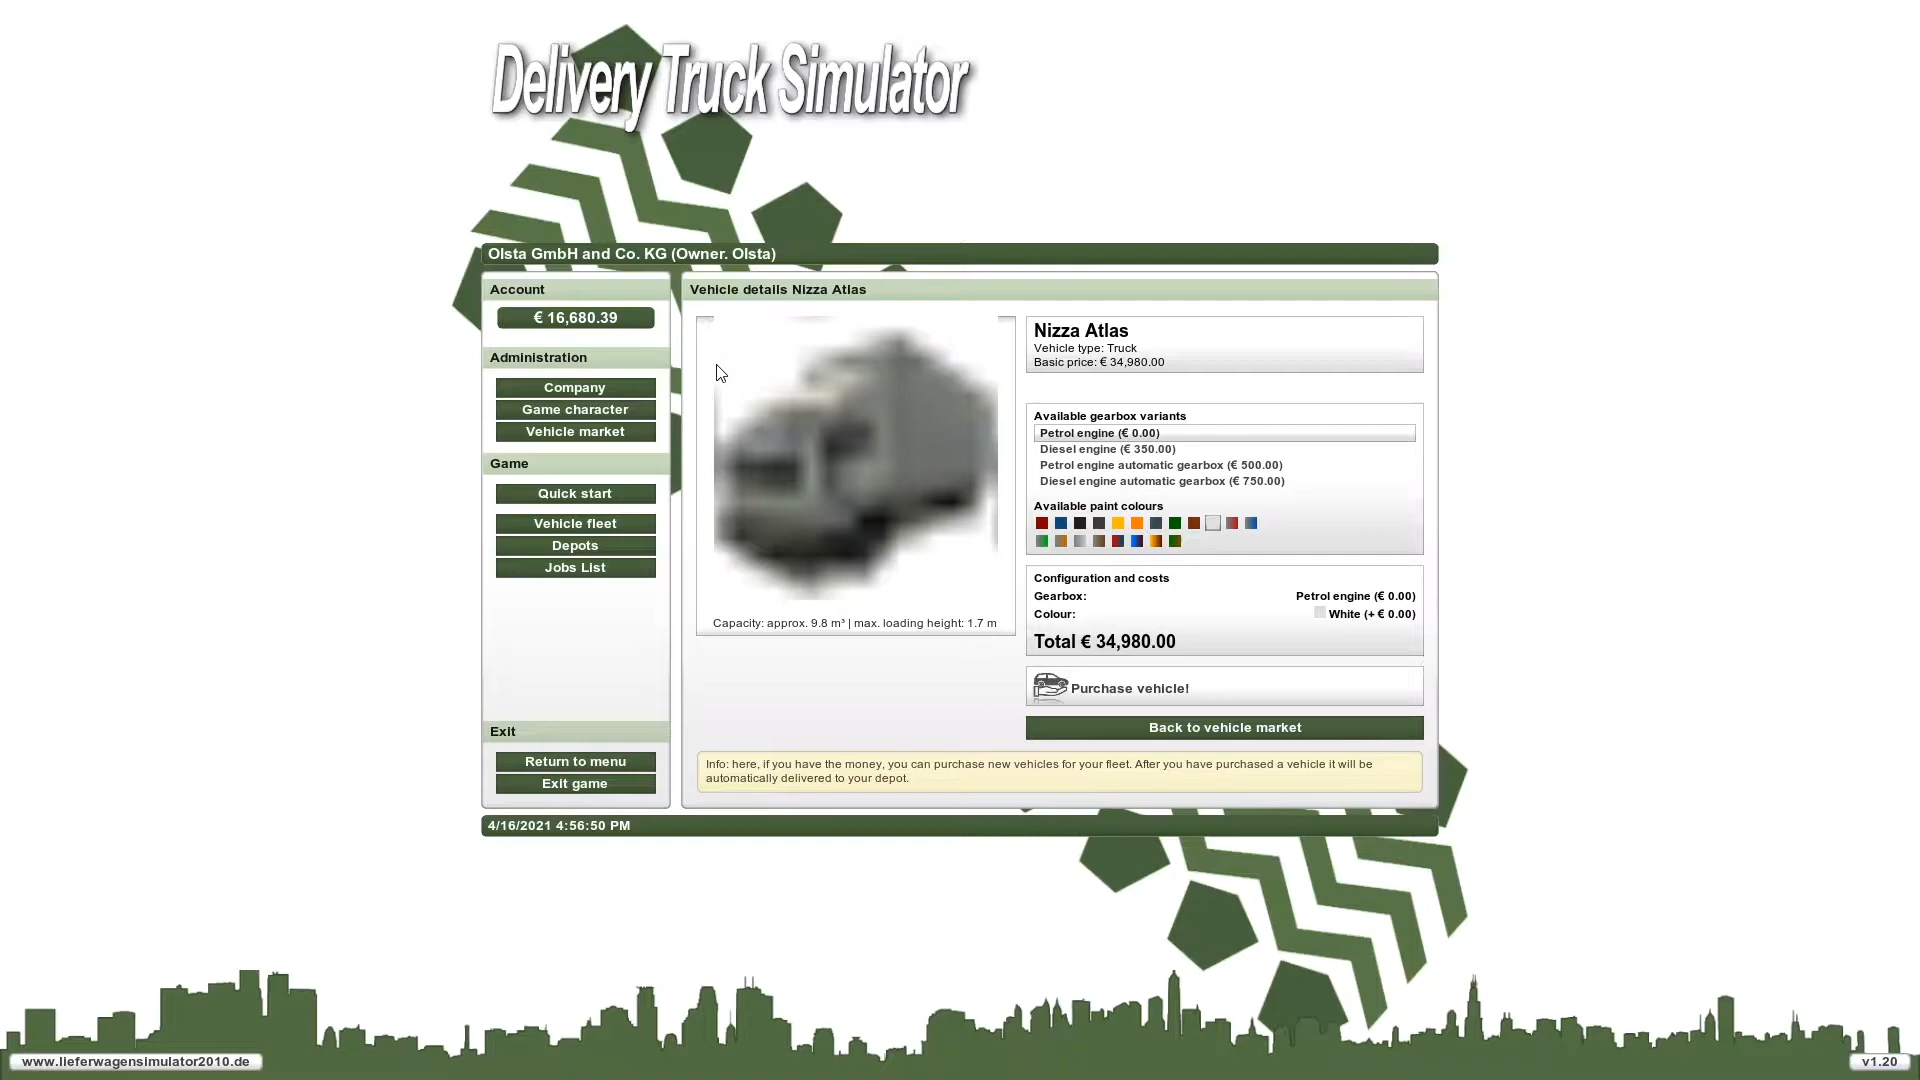 Delivery Truck Simulator
Olsta GmbH and Co. KG (Owner. Olsta)
Account
€ 16,680.39
Administration
Company
Game character
Vehicle market
Game
Quick start
Vehicle fleet
Depots
Jobs List
Exit
Return to menu
Exit game
Vehicle details Nizza Atlas
Capacity: approx. 9.8 m³ | max. loading height: 1.7 m
Nizza Atlas
Vehicle type: Truck
Basic price: € 34,980.00
Available gearbox variants
Petrol engine (€ 0.00)
Diesel engine (€ 350.00)
Petrol engine automatic gearbox (€ 500.00)
Diesel engine automatic gearbox (€ 750.00)
Available paint colours
Configuration and costs
Gearbox: Petrol engine (€ 0.00)
Colour: White (+ € 0.00)
Total € 34,980.00
Purchase vehicle!
Back to vehicle market
Info: here, if you have the money, you can purchase new vehicles for your fleet. After you have purchased a vehicle it will be
automatically delivered to your depot.
4/16/2021 4:56:50 PM
www.lieferwagensimulator2010.de
v1.20